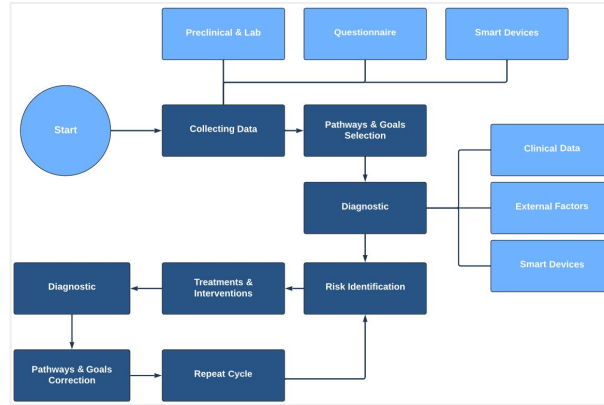 Preclinical & Lab
Questionnaire
Smart Devices
Start
Collecting Data
Pathways & Goals
Selection
Clinical Data
Diagnostic
External Factors
Smart Devices
Diagnostic
Treatments &
Interventions
Risk Identification
Pathways & Goals
Correction
Repeat Cycle